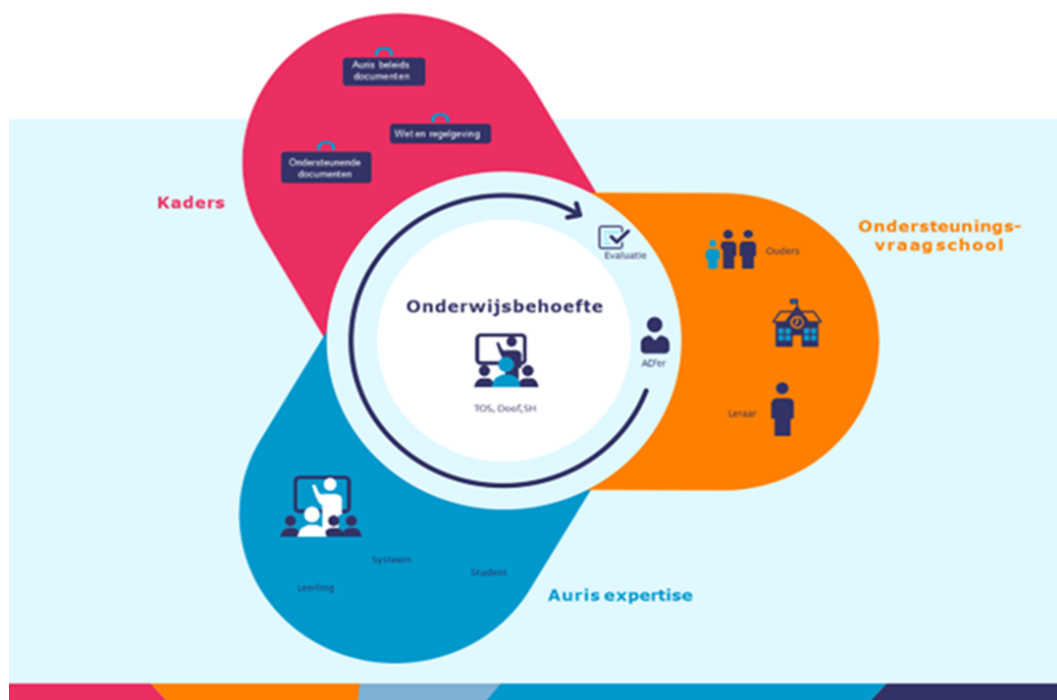 Auris beleids
documenten
Wet en regelgeving
Ondersteunende
documenten
Kaders
Ondersteunings-
vraag school
Ouders
Evaluatie
Onderwijsbehoefte
AD'er
TOS, Doof, SH
Leraar
Systeem
Student
Leerling
Auris expertise